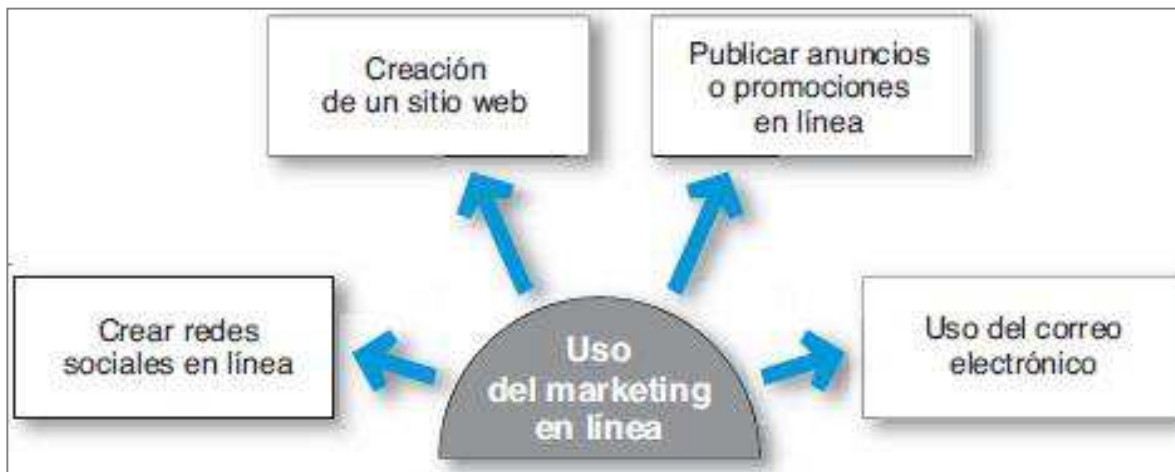 Creación
de un sitio web
Publicar anuncios
o promociones
en línea
Crear redes
sociales en línea
Uso
del marketing
en línea
Uso del correo
electrónico